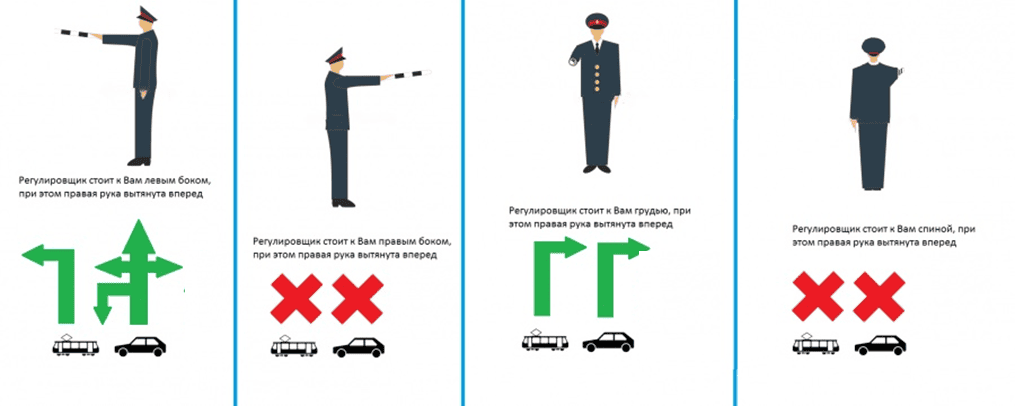 Регулировщик стоит к Вам левым боком,
при этом правая рука вытянута вперед
Регулировщик стоит к Вам правым боком,
при этом правая рука вытянута вперед
Регулировщик стоит к Вам грудью, при
этом правая рука вытянута вперед
Регулировщик стоит к Вам спиной, при
этом правая рука вытянута вперед